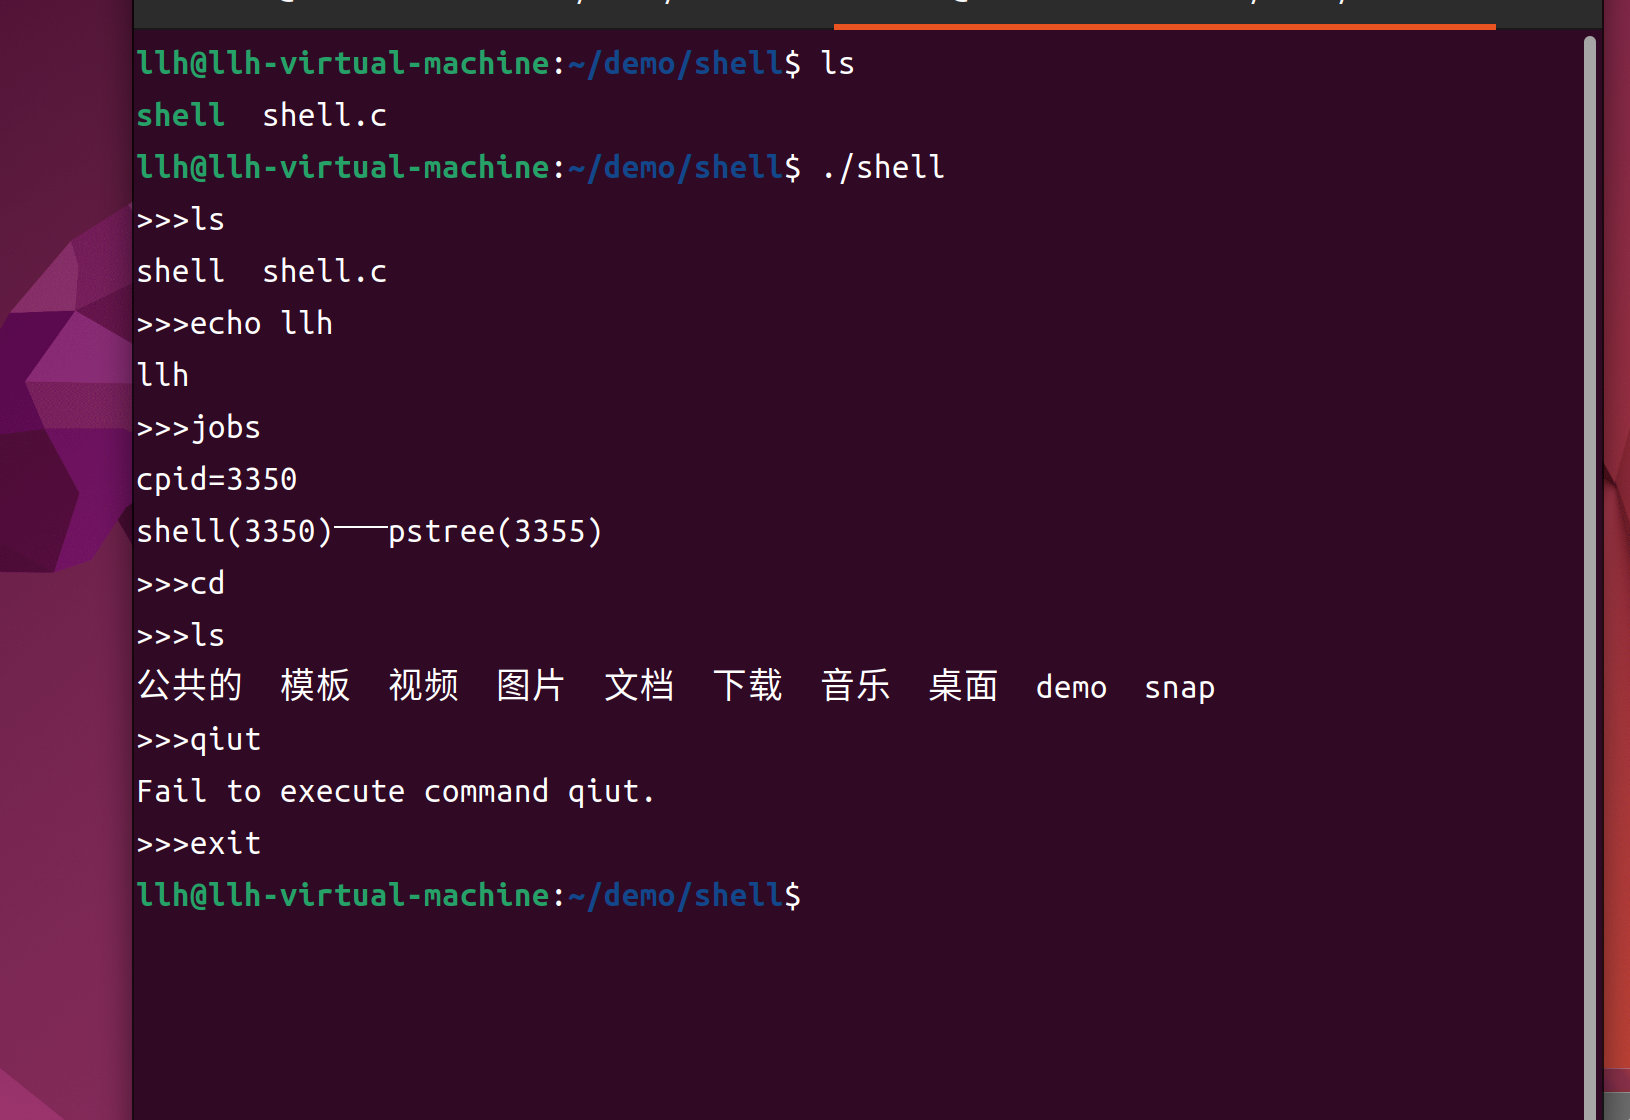 llh@llh-virtual-machine:~/demo/shell$ ls
shell  shell.c
llh@llh-virtual-machine:~/demo/shell$ ./shell
>>>ls
shell  shell.c
>>>echo llh
llh
>>>jobs
cpid=3350
shell(3350)───pstree(3355)
>>>cd
>>>ls
公共的  模板  视频  图片  文档  下载  音乐  桌面  demo  snap
>>>qiut
Fail to execute command qiut.
>>>exit
llh@llh-virtual-machine:~/demo/shell$